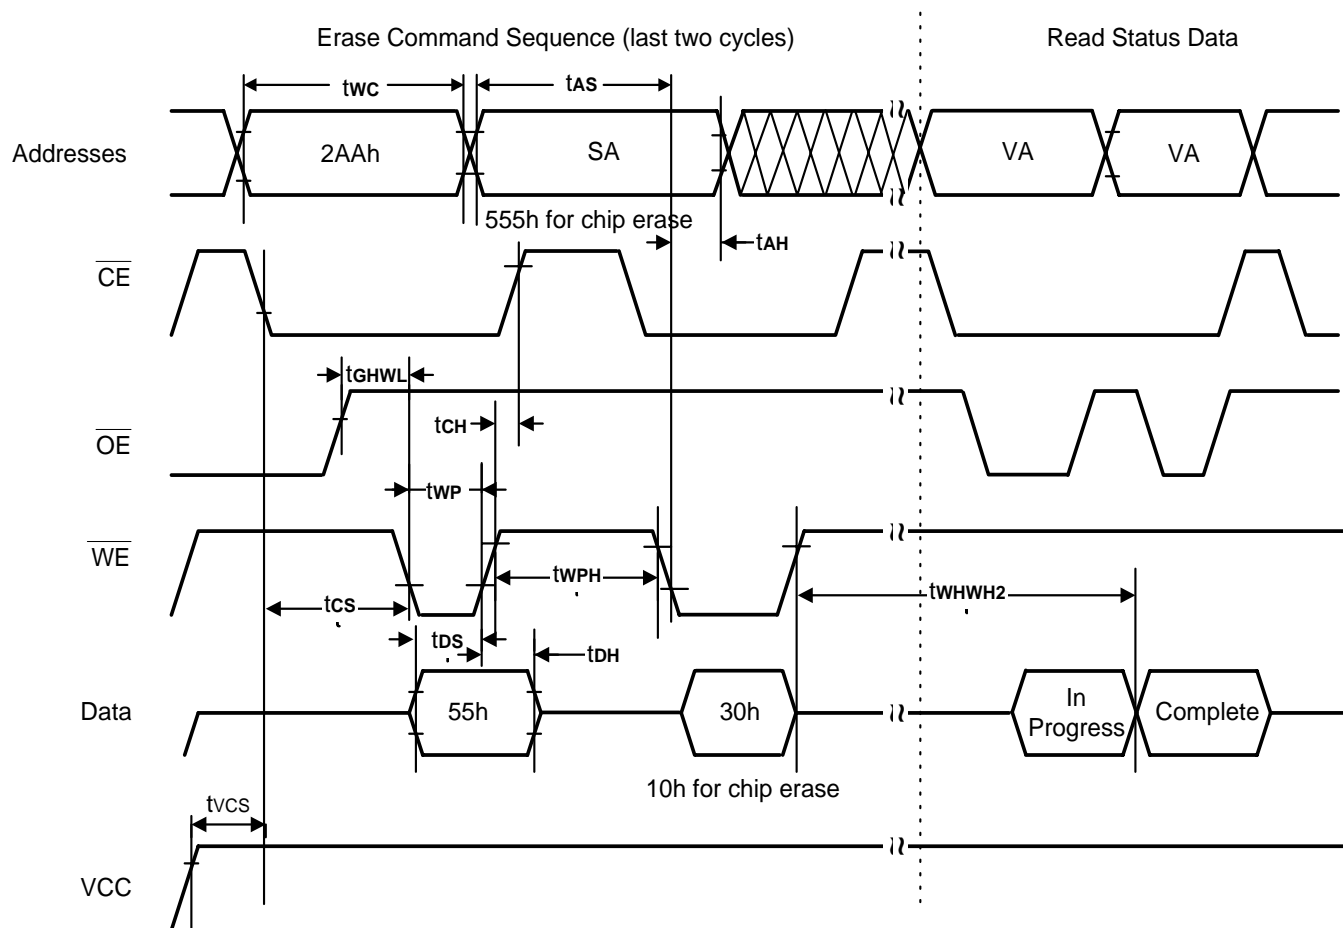 Erase Command Sequence (last two cycles)
Read Status Data
tWC
tAS
Addresses
2AAh
SA
VA
VA
555h for chip erase
tAH
CE
tGHWL
tCH
OE
tWP
WE
tWPH
tWHWH2
tCS
tDS
tDH
Data
55h
30h
In
Progress
Complete
10h for chip erase
tVCS
VCC